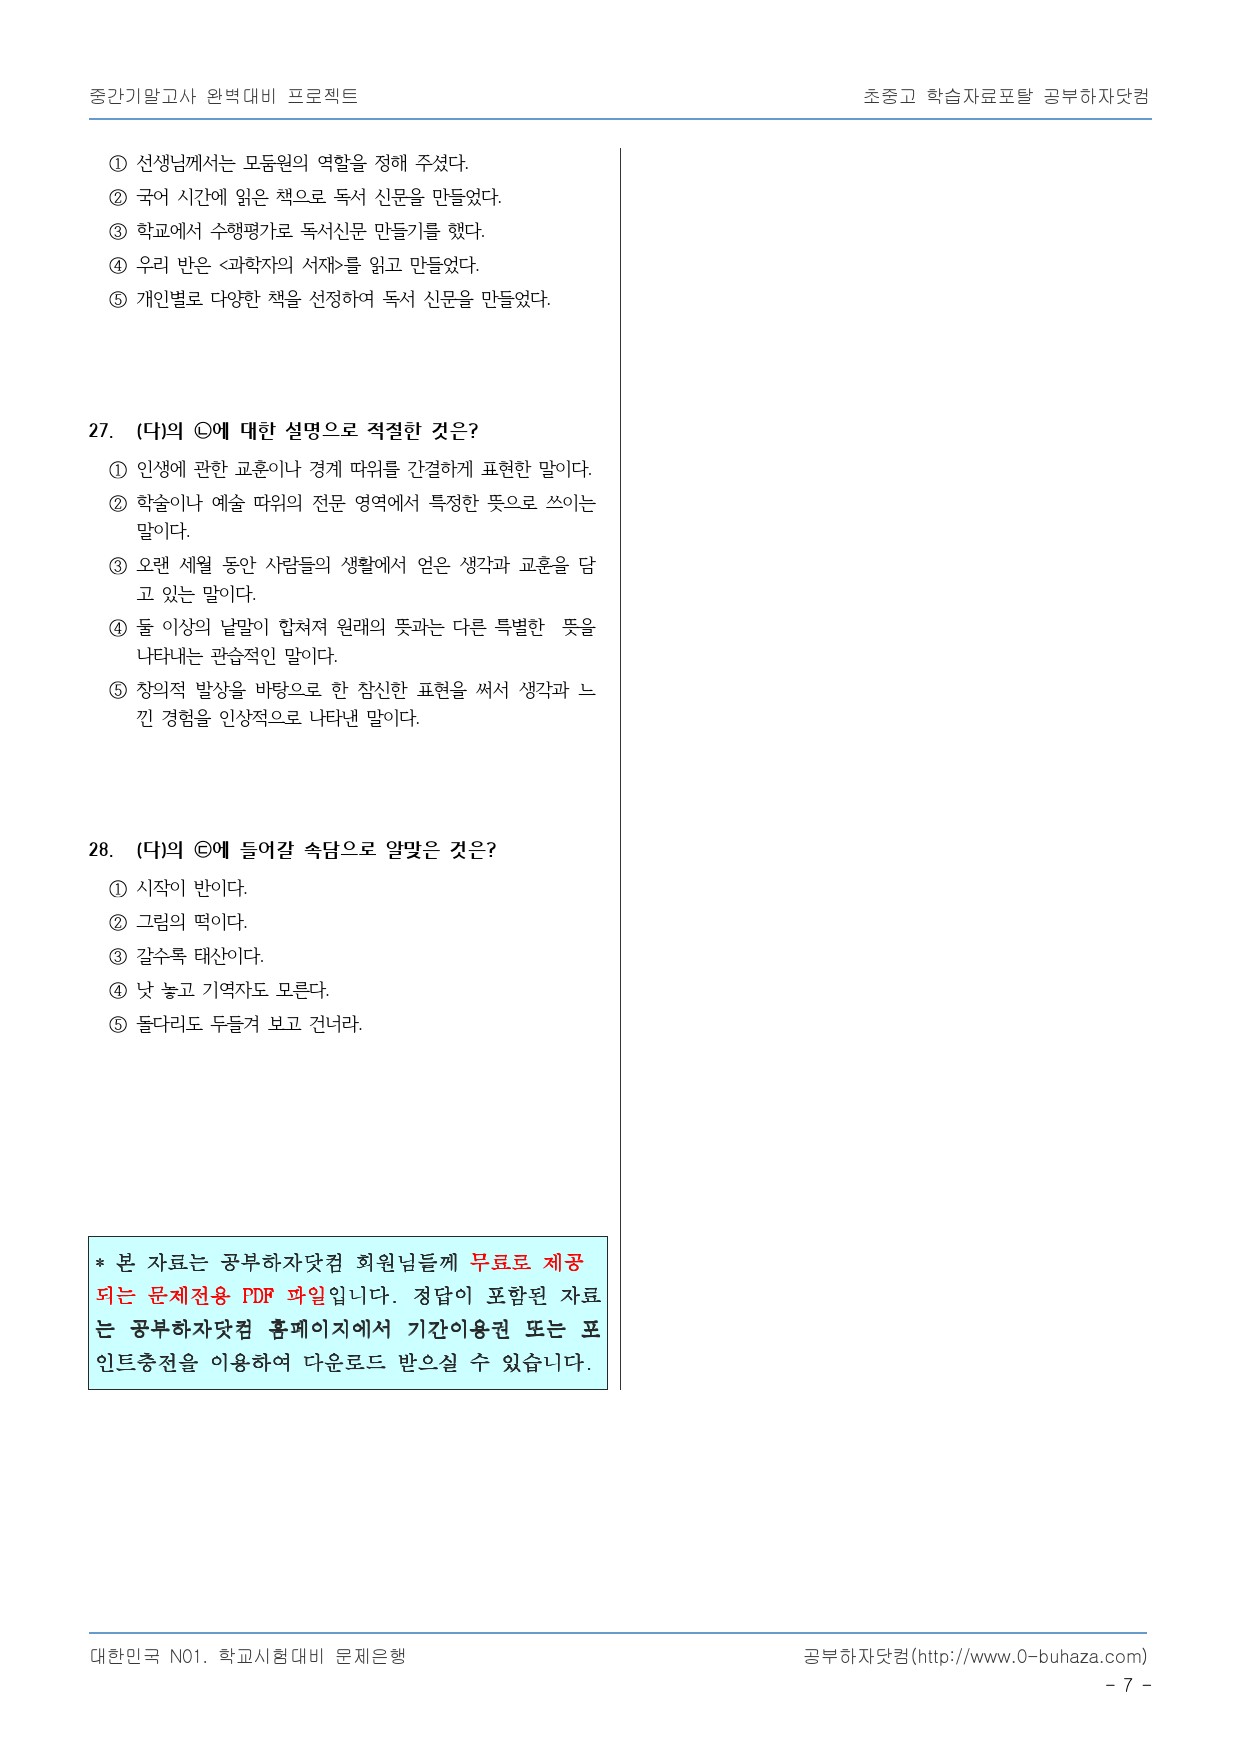 중간기말고사 완벽대비 프로젝트 초중고 학습자료포탈 공부하자닷컴
① 선생님께서는 모둠원의 역할을 정해 주셨다.
② 국어 시간에 읽은 책으로 독서 신문을 만들었다.
③ 학교에서 수행평가로 독서신문 만들기를 했다.
④ 우리 반은 <과학자의 서재>를 읽고 만들었다.
⑤ 개인별로 다양한 책을 선정하여 독서 신문을 만들었다.
27. (다)의 ㉡에 대한 설명으로 적절한 것은?
① 인생에 관한 교훈이나 경계 따위를 간결하게 표현한 말이다.
② 학술이나 예술 따위의 전문 영역에서 특정한 뜻으로 쓰이는
말이다.
③ 오랜 세월 동안 사람들의 생활에서 얻은 생각과 교훈을 담
고 있는 말이다.
④ 둘 이상의 낱말이 합쳐져 원래의 뜻과는 다른 특별한 뜻을
나타내는 관습적인 말이다.
⑤ 창의적 발상을 바탕으로 한 참신한 표현을 써서 생각과 느
낀 경험을 인상적으로 나타낸 말이다.
28. (다)의 ㉢에 들어갈 속담으로 알맞은 것은?
① 시작이 반이다.
② 그림의 떡이다.
③ 갈수록 태산이다.
④ 낫 놓고 기역자도 모른다.
⑤ 돌다리도 두들겨 보고 건너라.
* 본 자료는 공부하자닷컴 회원님들께 무료로 제공
되는 문제전용 PDF 파일입니다. 정답이 포함된 자료
는 공부하자닷컴 홈페이지에서 기간이용권 또는 포
인트충전을 이용하여 다운로드 받으실 수 있습니다.
대한민국 N01. 학교시험대비 문제은행 공부하자닷컴(http://www.0-buhaza.com)
- 7 -